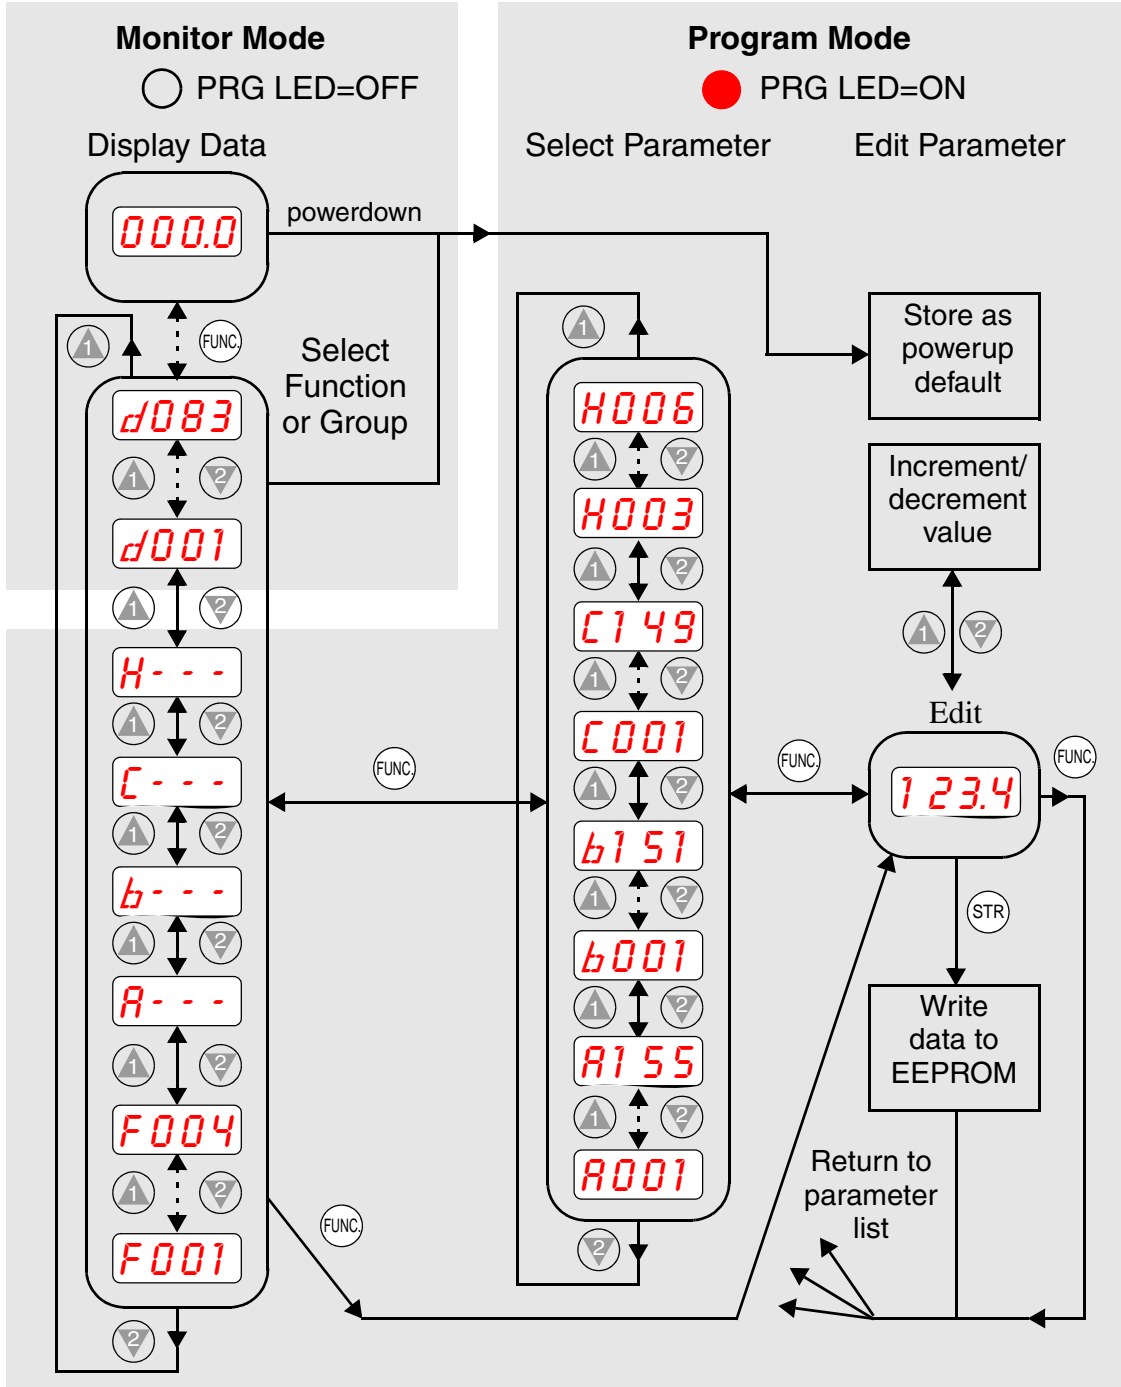 Monitor Mode
PRG LED=OFF
Display Data
000.0
powerdown
1
FUNC.
Select
Function
or Group
d083
1 2
d001
1 2
H- - -
1 2
C- - -
1 2
b- - -
1 2
A- - -
1 2
F004
1 2
F001
2
FUNC.
FUNC.
Program Mode
PRG LED=ON
Select Parameter
Edit Parameter
1
H006
1 2
H003
1 2
C149
1 2
C001
1 2
b151
1 2
b001
1 2
A155
1 2
A001
2
FUNC.
Store as
powerup
default
Increment/
decrement
value
1 2
Edit
123.4
FUNC.
STR
Write
data to
EEPROM
Return to
parameter
list